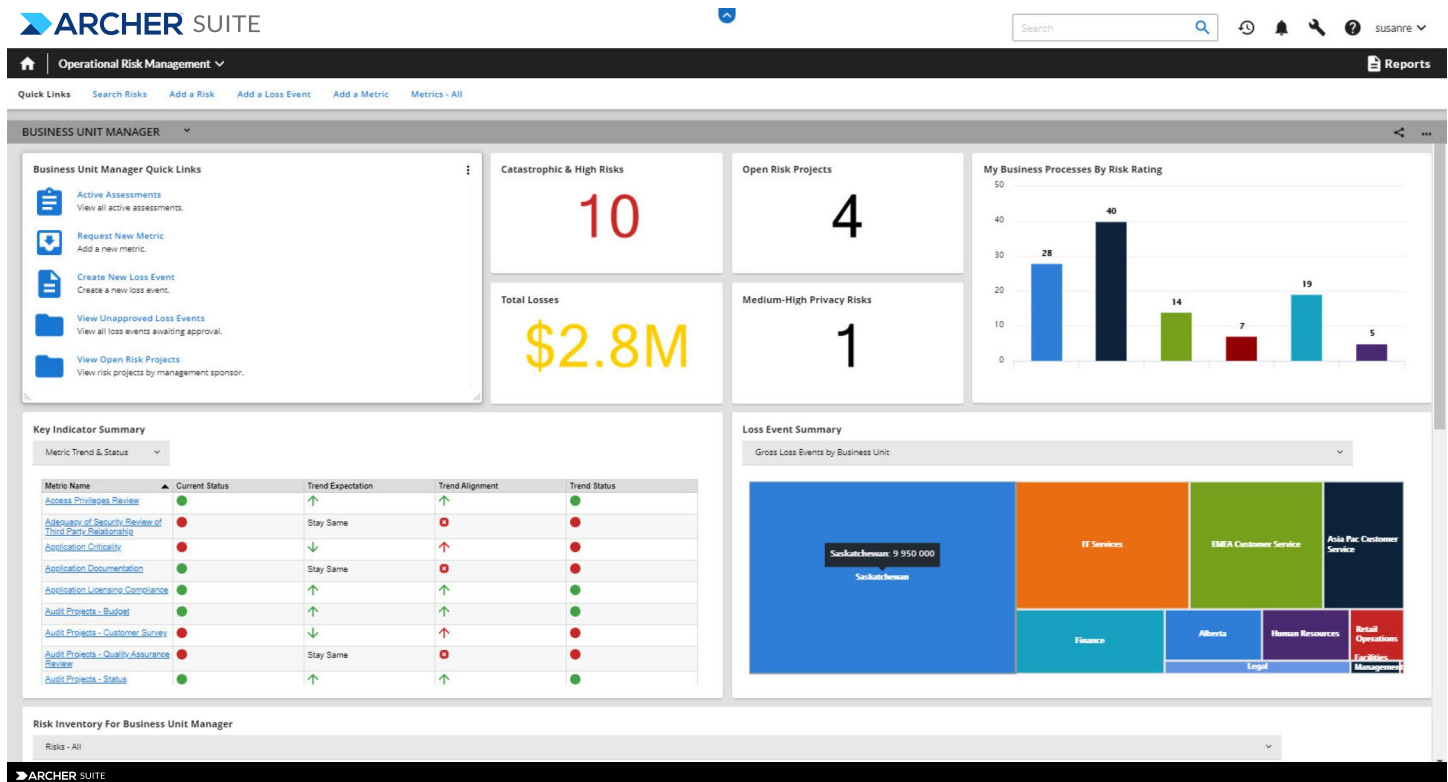 ARCHER SUITE
Search
susanre
Operational Risk Management
Reports
Quick Links Search Risks Add a Risk Add a Loss Event Add a Metric Metrics - All
BUSINESS UNIT MANAGER
Business Unit Manager Quick Links
Active Assessments
View all active assessments.
Request New Metric
Add a new metric.
Create New Loss Event
Create a new loss event.
View Unapproved Loss Events
View all loss events awaiting approval.
View Open Risk Projects
View risk projects by management sponsor.
Catastrophic & High Risks
10
Open Risk Projects
4
Total Losses
$2.8M
Medium-High Privacy Risks
1
My Business Processes By Risk Rating
50
40
30
20
10
0
28
40
14
7
19
5
Key Indicator Summary
Metric Trend & Status
Metric Name Current Status Trend Expectation Trend Alignment Trend Status
Access Privileges Review
Adequacy of Security Review of
Third Party Relationship
Stay Same
Application Criticality
Application Documentation
Stay Same
Application Licensing Compliance
Audit Projects - Budget
Audit Projects - Customer Survey
Audit Projects - Quality Assurance
Review
Stay Same
Audit Projects - Status
Loss Event Summary
Gross Loss Events by Business Unit
Saskatchewan: 9 950 000
Saskatchewan
IT Services
EMEA Customer Service
Asia Pac Customer
Service
Finance
Alberta
Human Resources
Retail
Operations
Legal
Facilities
Management
Risk Inventory For Business Unit Manager
Risks - All
ARCHER SUITE